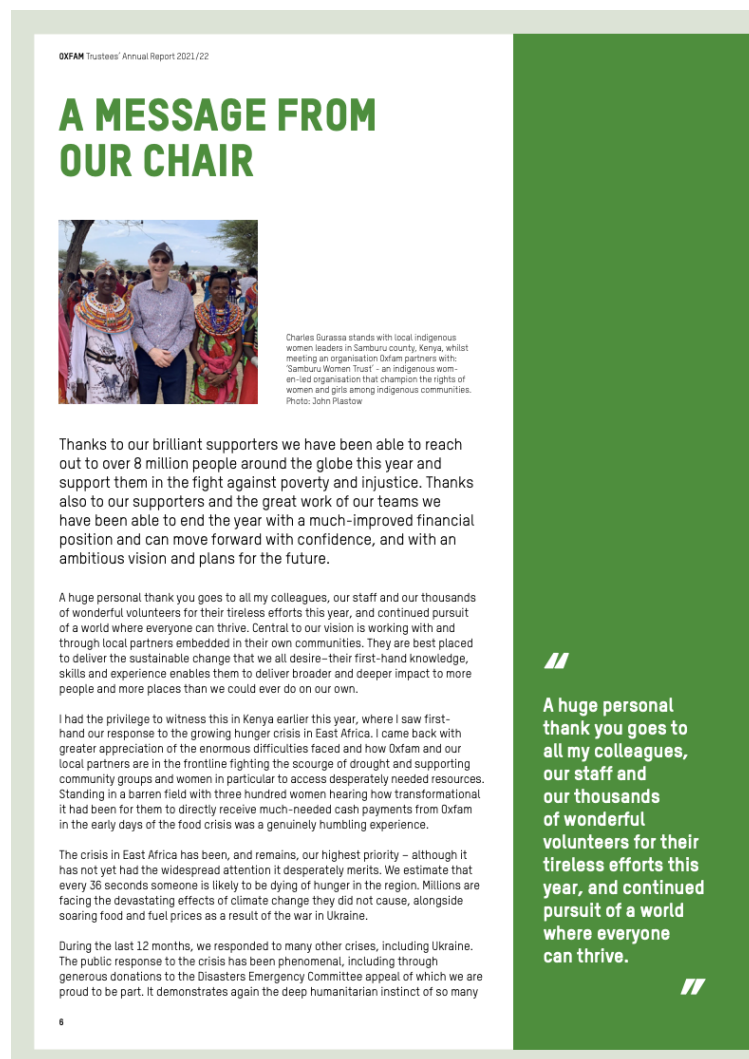 OXFAM Trustees' Annual Report 2021/22
A MESSAGE FROM
OUR CHAIR
Charles Gurassa stands with local indigenous
women leaders in Samburu county, Kenya, whilst
meeting an organisation Oxfam partners with:
'Samburu Women Trust' - an indigenous wom-
en-led organisation that champion the rights of
women and girls among indigenous communities.
Photo: John Plastow
Thanks to our brilliant supporters we have been able to reach
out to over 8 million people around the globe this year and
support them in the fight against poverty and injustice. Thanks
also to our supporters and the great work of our teams we
have been able to end the year with a much-improved financial
position and can move forward with confidence, and with an
ambitious vision and plans for the future.
A huge personal thank you goes to all my colleagues, our staff and our thousands
of wonderful volunteers for their tireless efforts this year, and continued pursuit
of a world where everyone can thrive. Central to our vision is working with and
through local partners embedded in their own communities. They are best placed
to deliver the sustainable change that we all desire–their first-hand knowledge,
skills and experience enables them to deliver broader and deeper impact to more
people and more places than we could ever do on our own.
I had the privilege to witness this in Kenya earlier this year, where I saw first-
hand our response to the growing hunger crisis in East Africa. I came back with
greater appreciation of the enormous difficulties faced and how Oxfam and our
local partners are in the frontline fighting the scourge of drought and supporting
community groups and women in particular to access desperately needed resources.
Standing in a barren field with three hundred women hearing how transformational
it had been for them to directly receive much-needed cash payments from Oxfam
in the early days of the food crisis was a genuinely humbling experience.
The crisis in East Africa has been, and remains, our highest priority – although it
has not yet had the widespread attention it desperately merits. We estimate that
every 36 seconds someone is likely to be dying of hunger in the region. Millions are
facing the devastating effects of climate change they did not cause, alongside
soaring food and fuel prices as a result of the war in Ukraine.
During the last 12 months, we responded to many other crises, including Ukraine.
The public response to the crisis has been phenomenal, including through
generous donations to the Disasters Emergency Committee appeal of which we are
proud to be part. It demonstrates again the deep humanitarian instinct of so many
6
"
A huge personal
thank you goes to
all my colleagues,
our staff and
our thousands
of wonderful
volunteers for their
tireless efforts this
year, and continued
pursuit of a world
where everyone
can thrive.
"